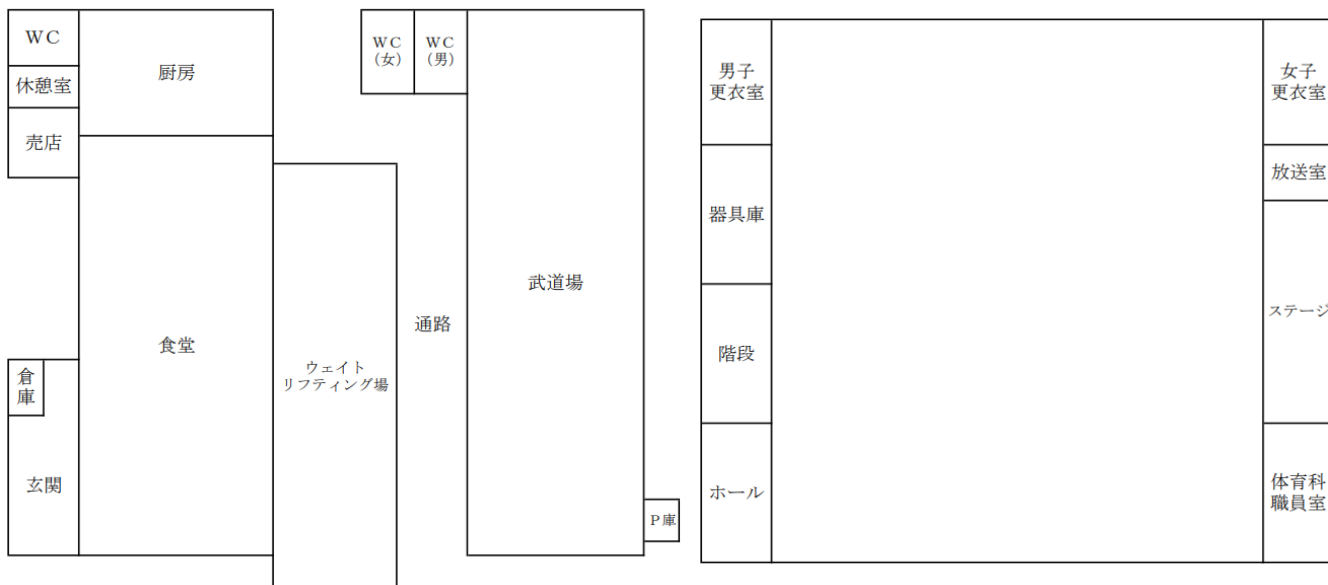 WC
休憩室
売店
厨房
食堂
倉
庫
玄関
ウェイト
リフティング場
WC
(女)
WC
(男)
通路
武道場
P庫
男子
更衣室
器具庫
階段
ホール
女子
更衣室
放送室
ステージ
体育科
職員室